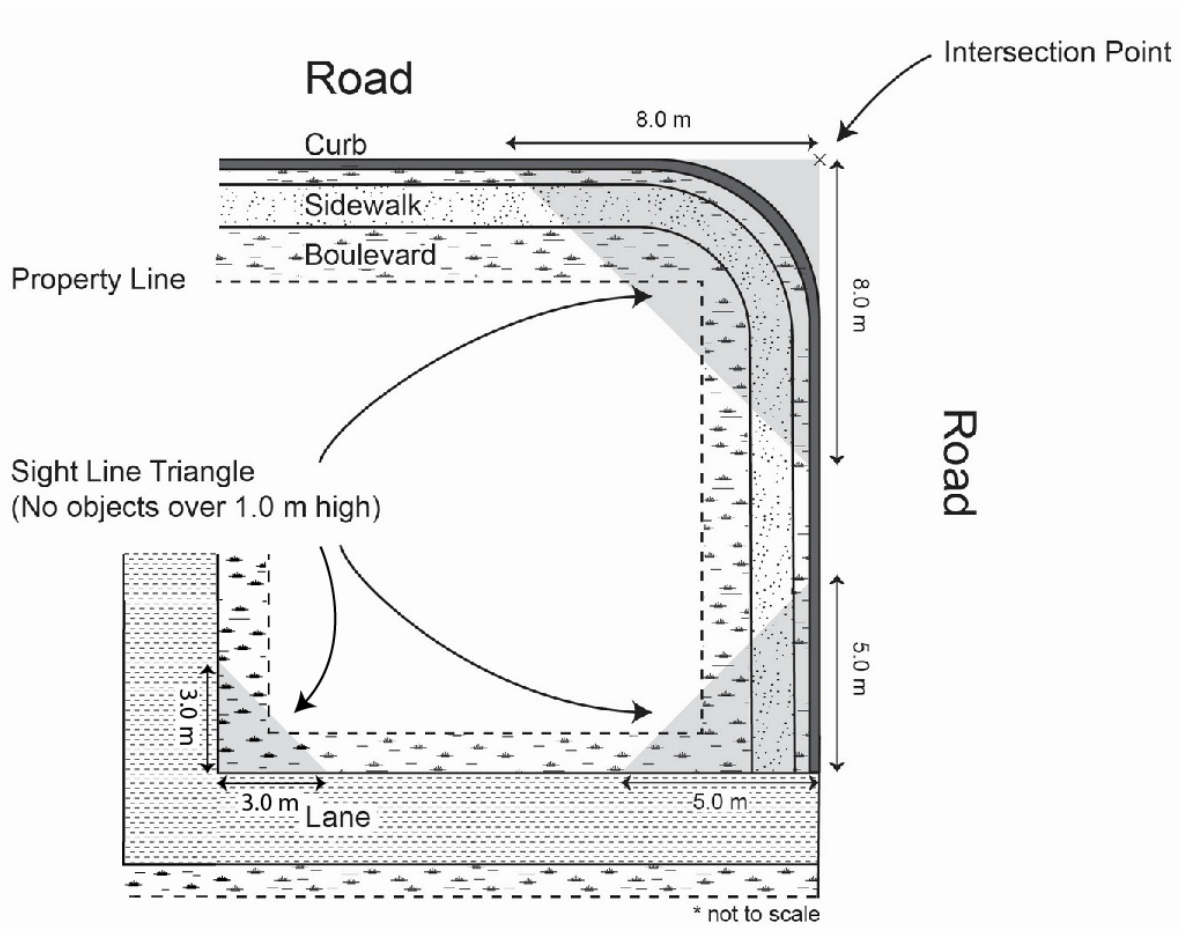 Intersection Point
Road
8.0 m
Curb
Sidewalk
Boulevard
Property Line
8.0 m
Road
Sight Line Triangle
(No objects over 1.0 m high)
5.0 m
3.0 m
3.0 m
5.0 m
Lane
* not to scale